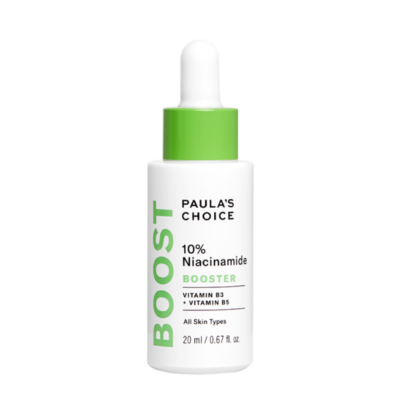 BOOST
PAULA'S
CHOICE
10%
Niacinamide
BOOSTER
VITAMIN B3
+ VITAMIN B5
All Skin Types
20 ml / 0.67 fl. oz.